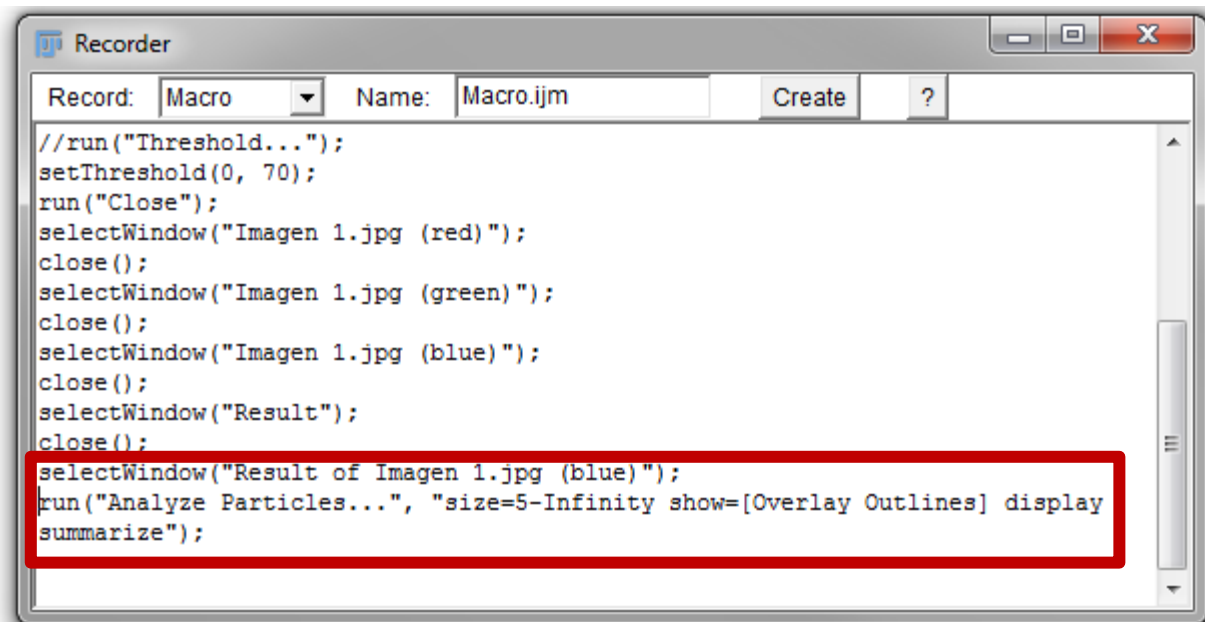 Recorder
Record: Macro Name: Macro.ijm Create ?
//run("Threshold...");
setThreshold(0, 70);
run("Close");
selectWindow("Imagen 1.jpg (red)");
close();
selectWindow("Imagen 1.jpg (green)");
close();
selectWindow("Imagen 1.jpg (blue)");
close();
selectWindow("Result");
close();
selectWindow("Result of Imagen 1.jpg (blue)");
run("Analyze Particles...", "size=5-Infinity show=[Overlay Outlines] display
summarize");